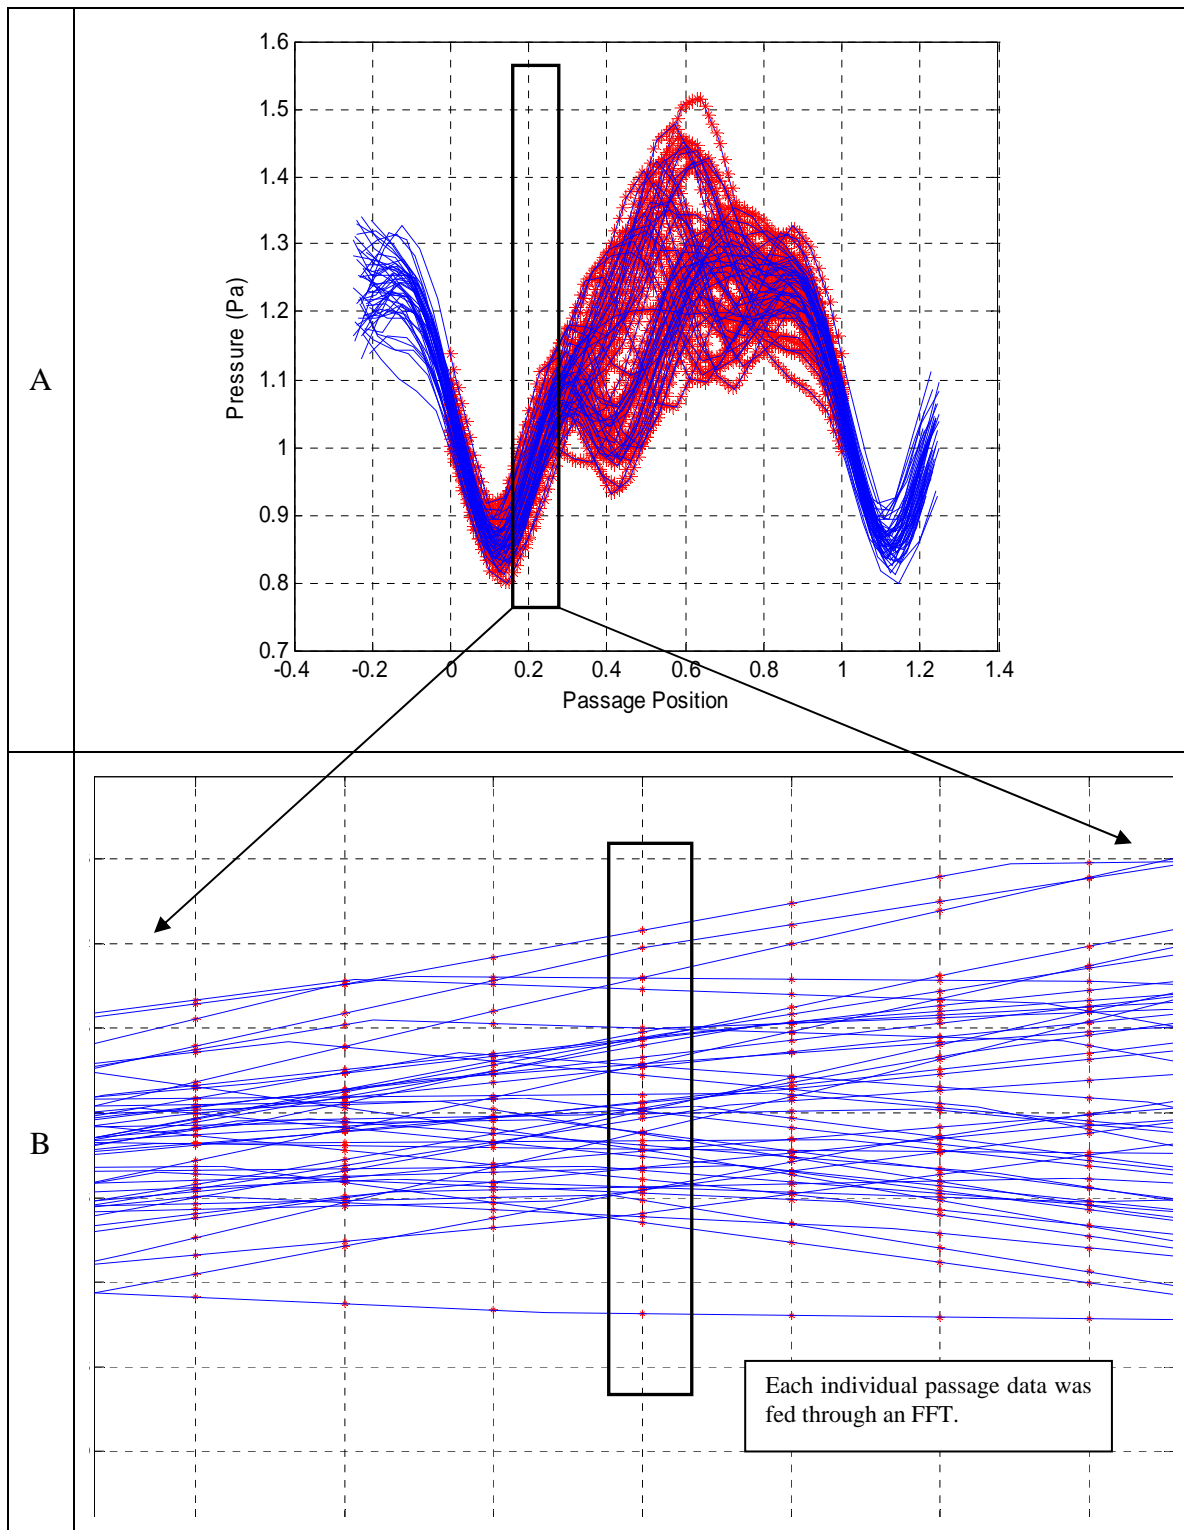 A
1.6
1.5
1.4
1.3
1.2
1.1
1
0.9
0.8
0.7
Pressure (Pa)
-0.4 -0.2 0 0.2 0.4 0.6 0.8 1 1.2 1.4
Passage Position
B
Each individual passage data was
fed through an FFT.